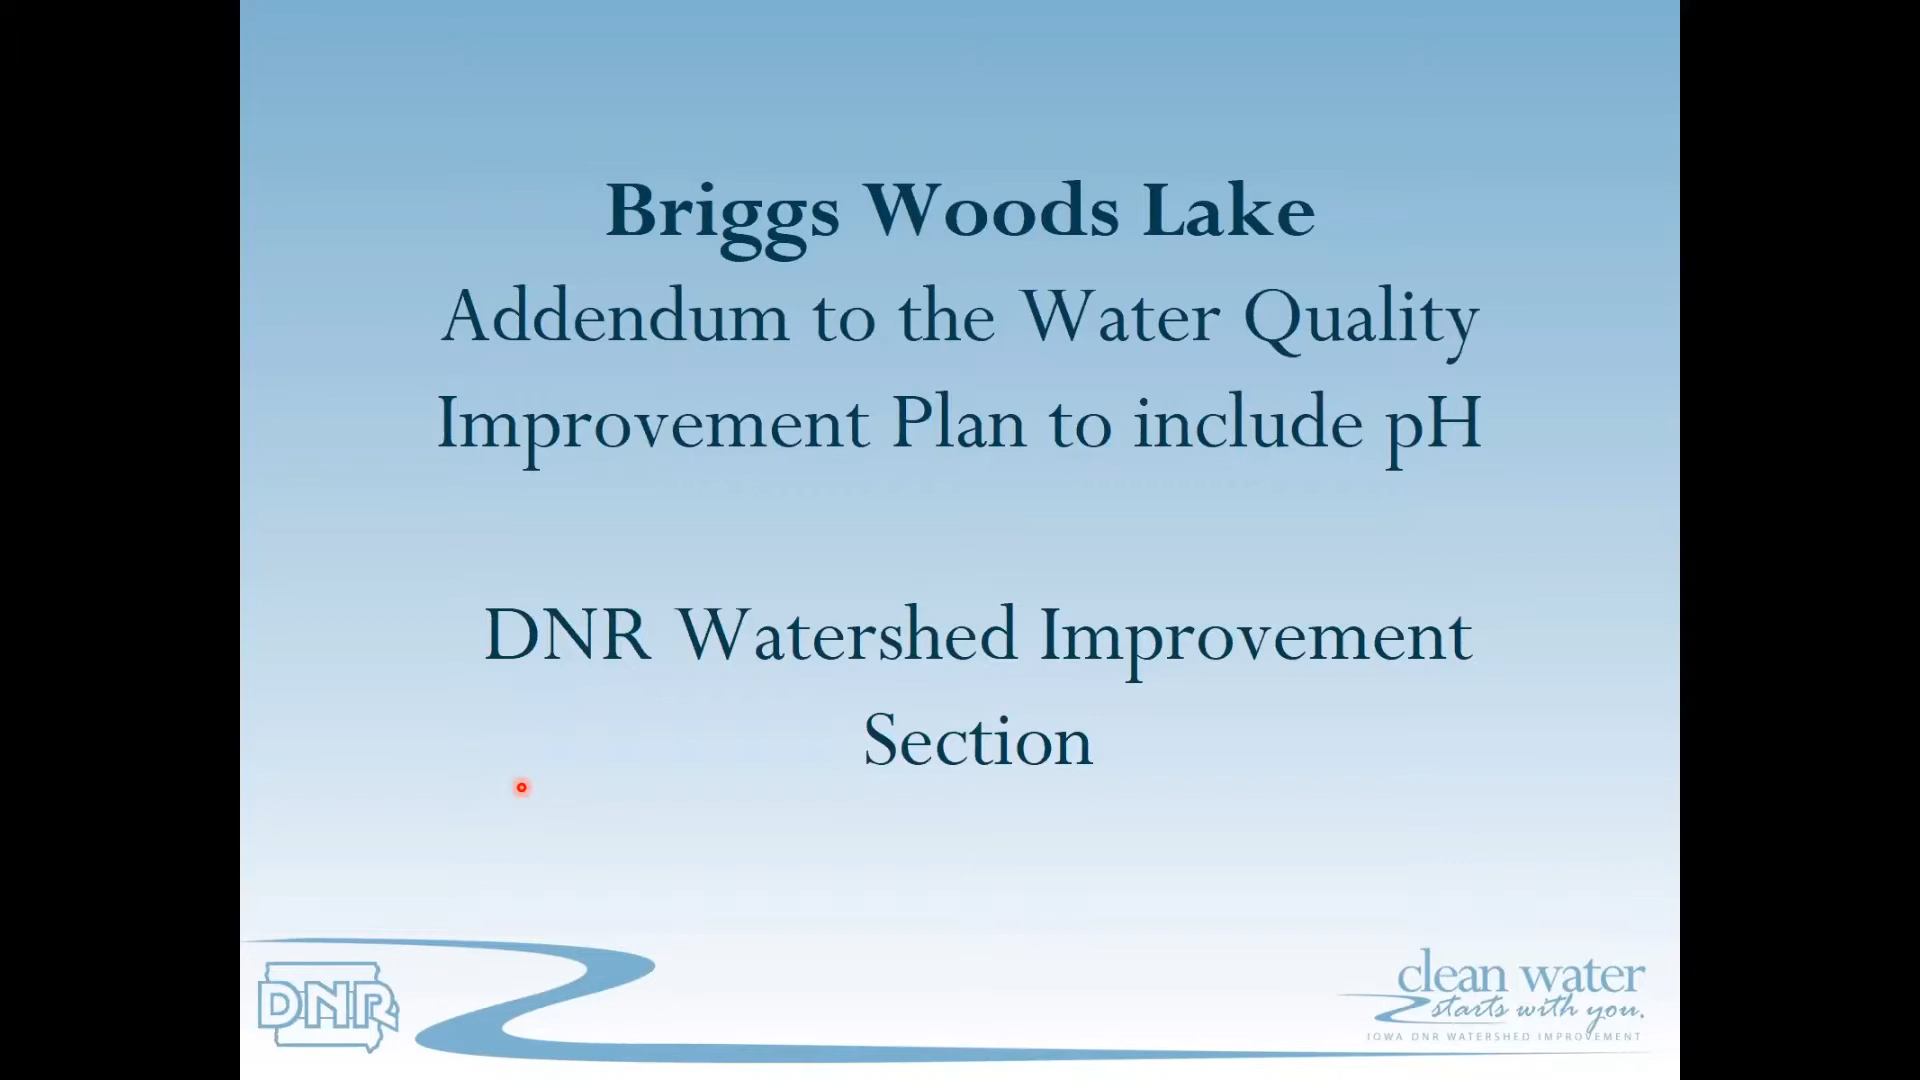 Briggs Woods Lake
Addendum to the Water Quality
Improvement Plan to include pH
DNR Watershed Improvement
Section
DNR
clean water
starts with you.
IOWA DNR WATERSHED IMPROVEMENT